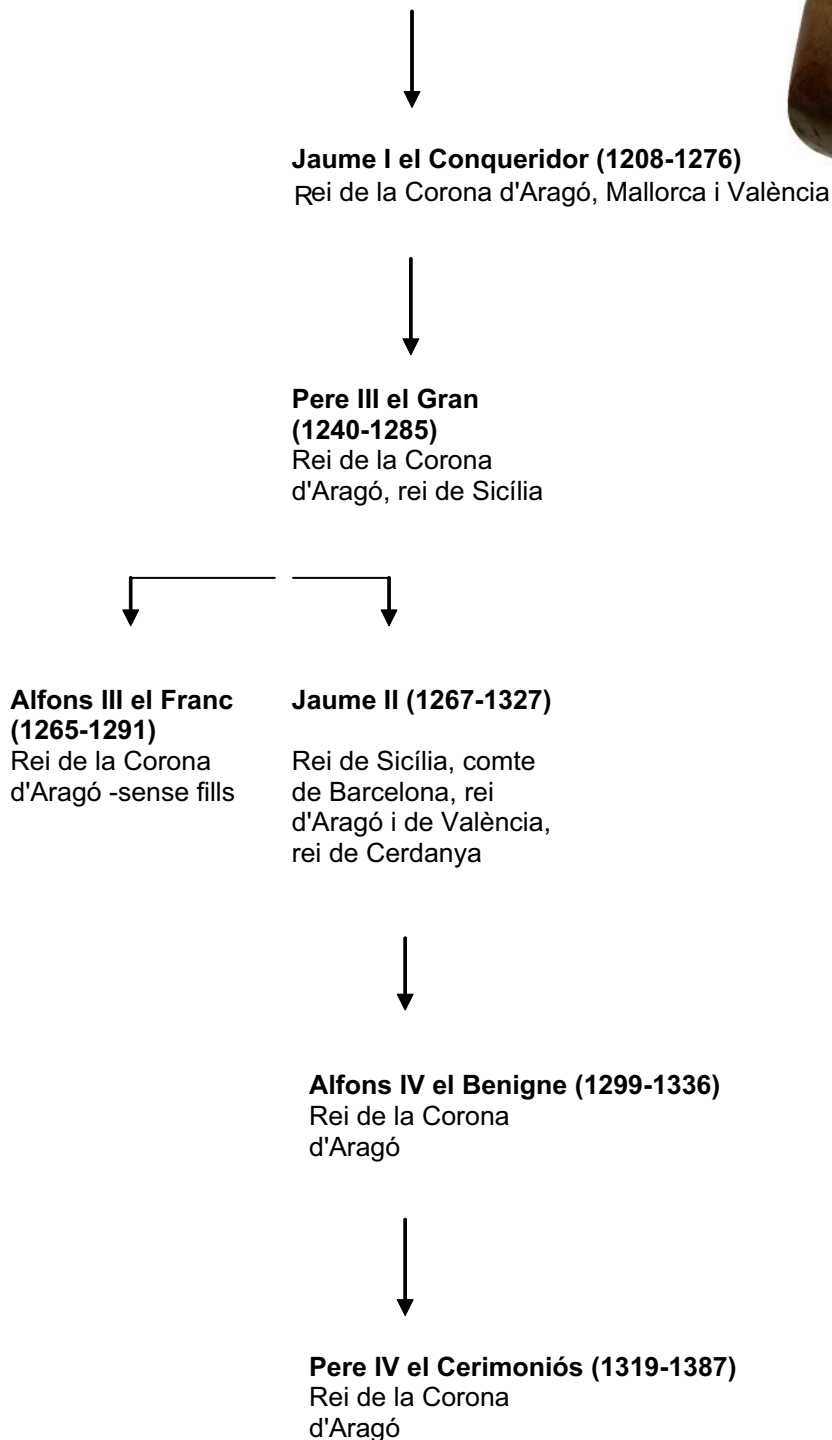 Jaume I el Conqueridor (1208-1276)
Rei de la Corona d'Aragó, Mallorca i València
Pere III el Gran
(1240-1285)
Rei de la Corona
d'Aragó, rei de Sicília
Alfons III el Franc
(1265-1291)
Rei de la Corona
d'Aragó -sense fills
Jaume II (1267-1327)
Rei de Sicília, comte
de Barcelona, rei
d'Aragó i de València,
rei de Cerdanya
Alfons IV el Benigne (1299-1336)
Rei de la Corona
d'Aragó
Pere IV el Cerimoniós (1319-1387)
Rei de la Corona
d'Aragó